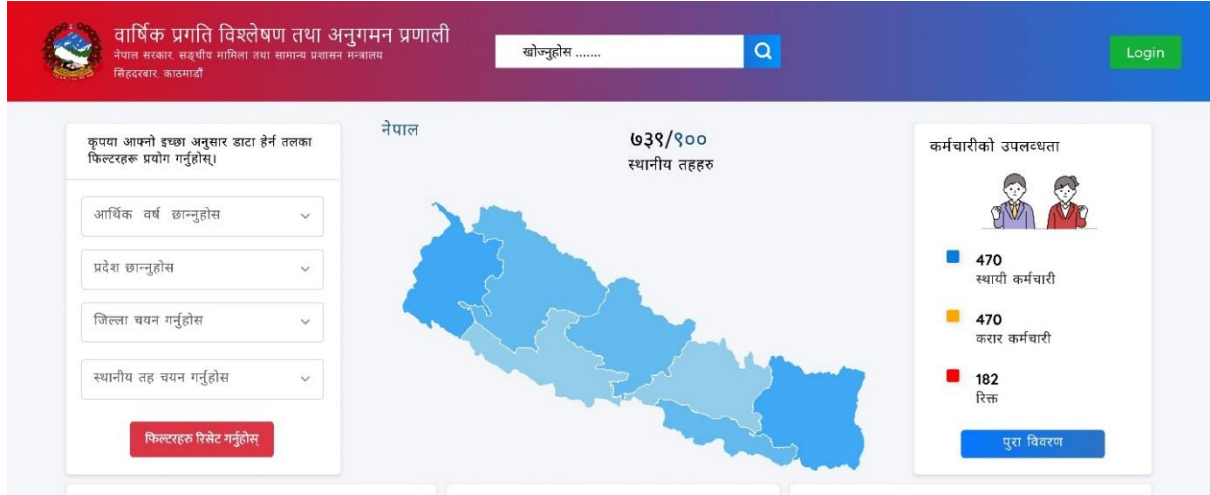 वार्षिक प्रगति विश्लेषण तथा अनुगमन प्रणाली
नेपाल सरकार, सङ्घीय मामिला तथा सामान्य प्रशासन मन्त्रालय
सिंहदरबार, काठमाडौं
खोज्नुहोस .......
Login
कृपया आफ्नो इच्छा अनुसार डाटा हेर्न तलका
फिल्टरहरू प्रयोग गर्नुहोस्।
आर्थिक वर्ष छान्नुहोस
प्रदेश छान्नुहोस
जिल्ला चयन गर्नुहोस
स्थानीय तह चयन गर्नुहोस
फिल्टरहरु रिसेट गर्नुहोस्
नेपाल
७३९/९००
स्थानीय तहहरु
कर्मचारीको उपलव्धता
470
स्थायी कर्मचारी
470
करार कर्मचारी
182
रिक्त
पुरा विवरण